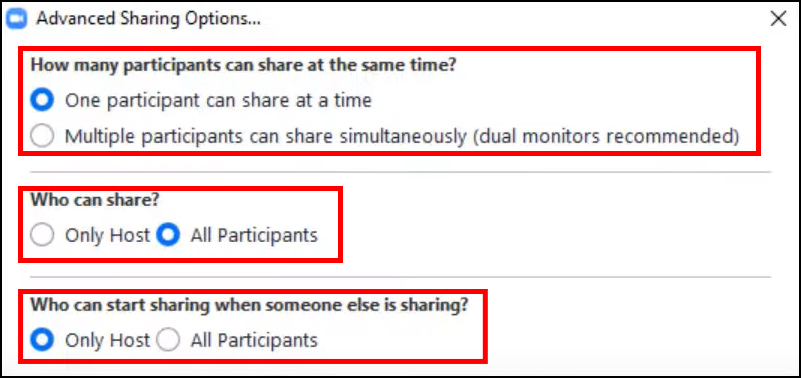 Advanced Sharing Options...
How many participants can share at the same time?
One participant can share at a time
Multiple participants can share simultaneously (dual monitors recommended)
Who can share?
Only Host All Participants
Who can start sharing when someone else is sharing?
Only Host All Participants